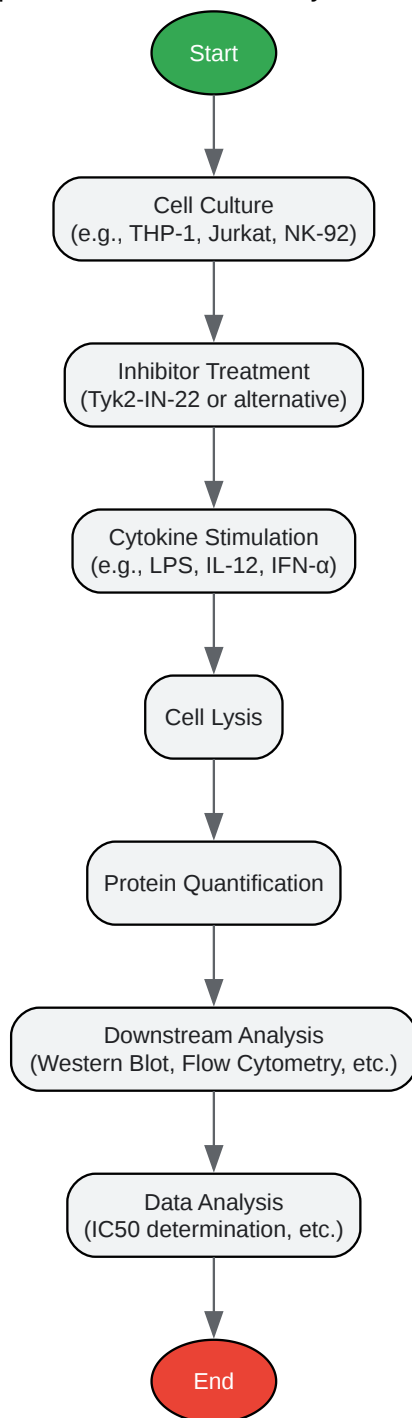 Start
Cell Culture
(e.g., THP-1, Jurkat, NK-92)
Inhibitor Treatment
(Tyk2-IN-22 or alternative)
Cytokine Stimulation
(e.g., LPS, IL-12, IFN-α)
Cell Lysis
Protein Quantification
Downstream Analysis
(Western Blot, Flow Cytometry, etc.)
Data Analysis
(IC50 determination, etc.)
End